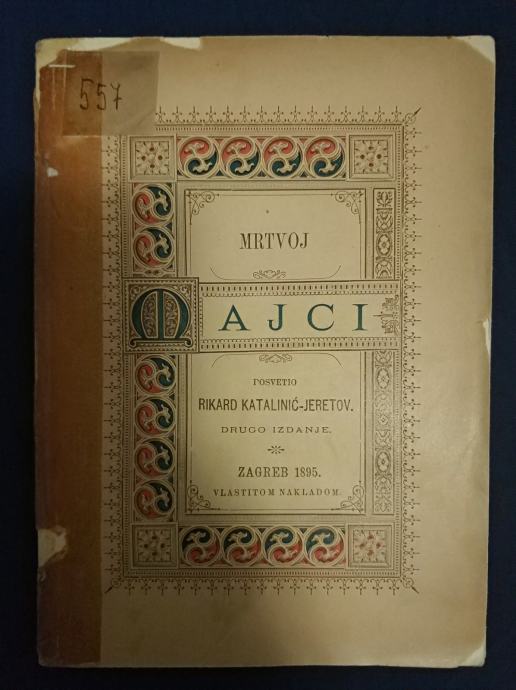 557
MRTVOJ
MAJCI
POSVETIO
RIKARD KATALINIĆ-JERETOV.
DRUGO IZDANJE.
ZAGREB 1895.
VLASTITOM NAKLADOM.